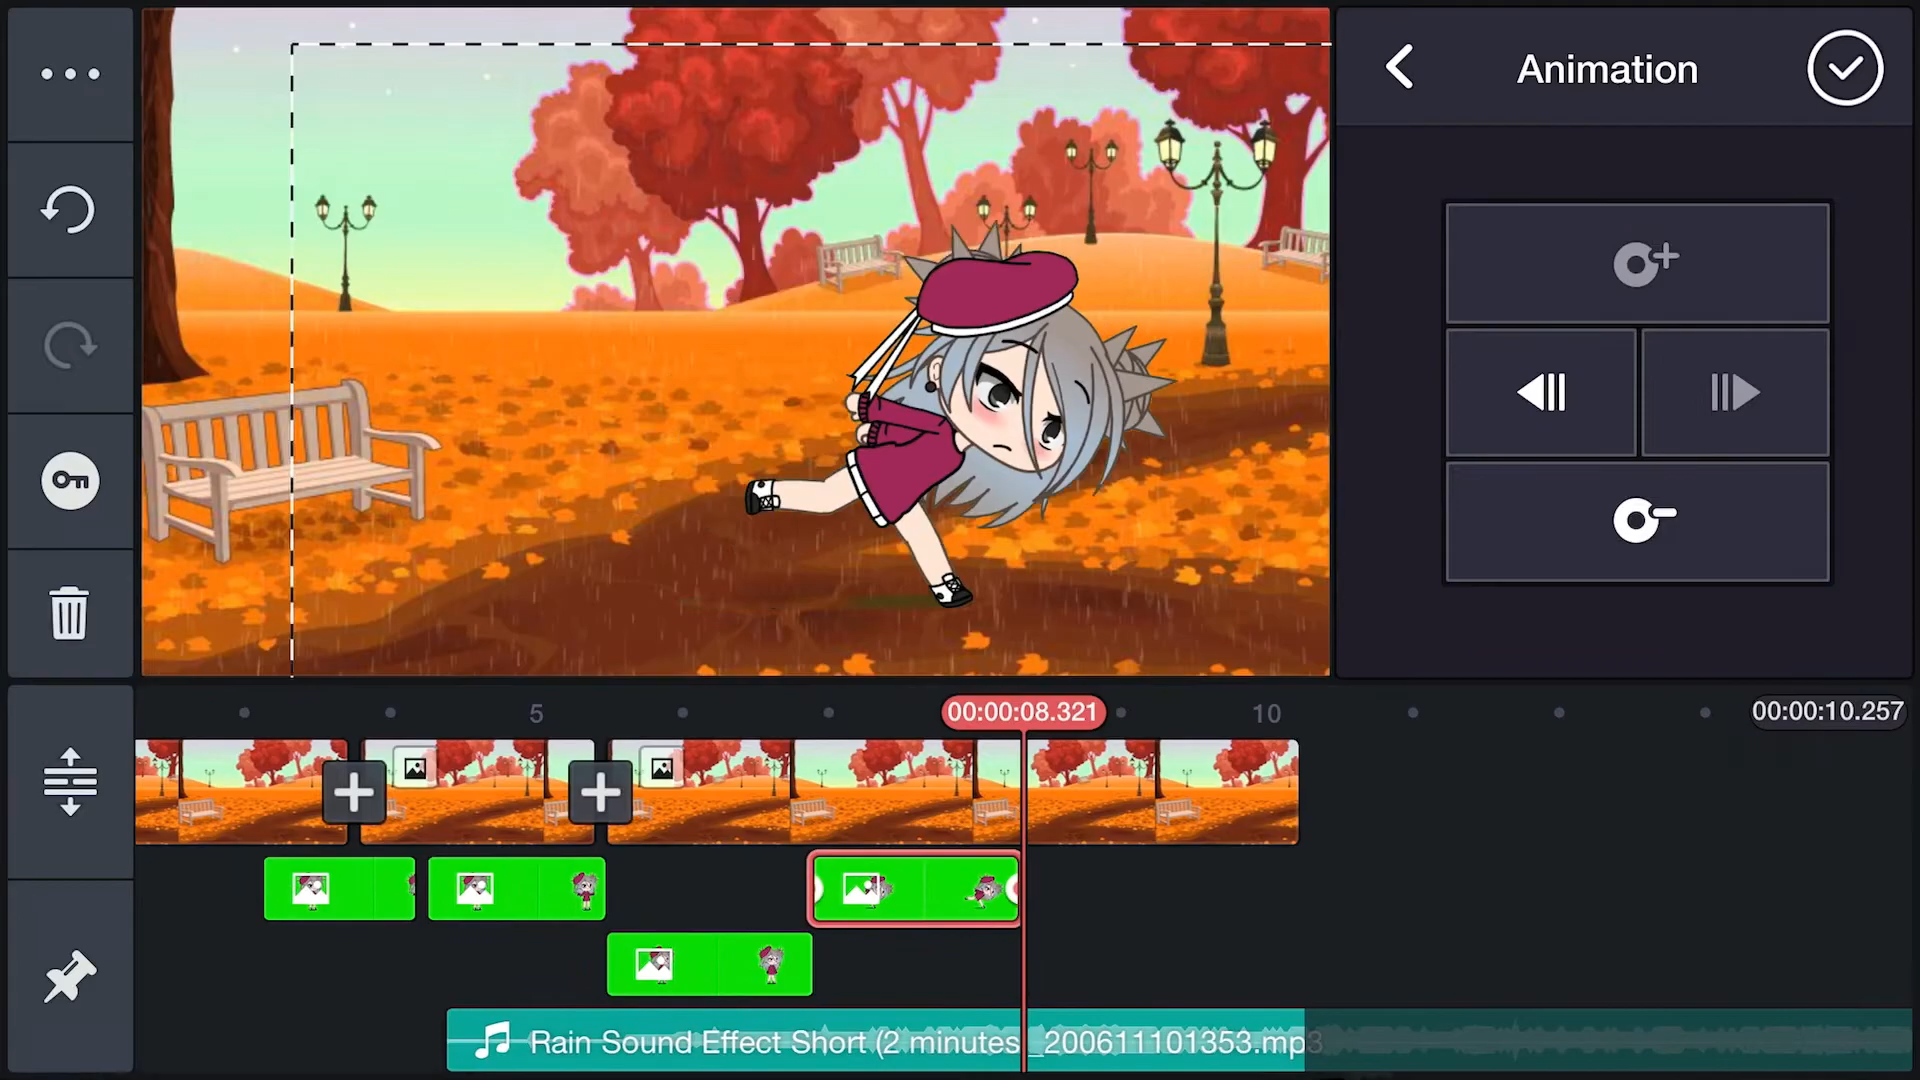 Animation
5
00:00:08.321
10
00:00:10.257
Rain Sound Effect Short (2 minutes_200611101353.mp3